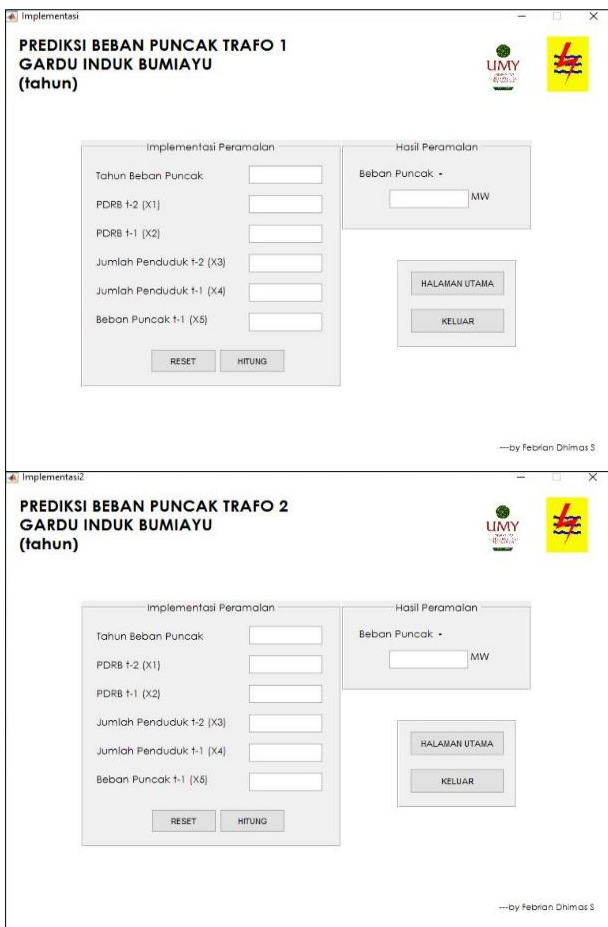 Implementasi
PREDIKSI BEBAN PUNCAK TRAFO 1
GARDU INDUK BUMIAYU
(tahun)
UMY
Implementasi Peramalan
Tahun Beban Puncak
PDRB t-2 (X1)
PDRB t-1 (X2)
Jumlah Penduduk t-2 (X3)
Jumlah Penduduk t-1 (X4)
Beban Puncak t-1 (X5)
RESET HITUNG
Hasil Peramalan
Beban Puncak -
MW
HALAMAN UTAMA
KELUAR
---by Febrian Dhimas S
Implementasi2
PREDIKSI BEBAN PUNCAK TRAFO 2
GARDU INDUK BUMIAYU
(tahun)
UMY
Implementasi Peramalan
Tahun Beban Puncak
PDRB t-2 (X1)
PDRB t-1 (X2)
Jumlah Penduduk t-2 (X3)
Jumlah Penduduk t-1 (X4)
Beban Puncak t-1 (X5)
RESET HITUNG
Hasil Peramalan
Beban Puncak -
MW
HALAMAN UTAMA
KELUAR
---by Febrian Dhimas S